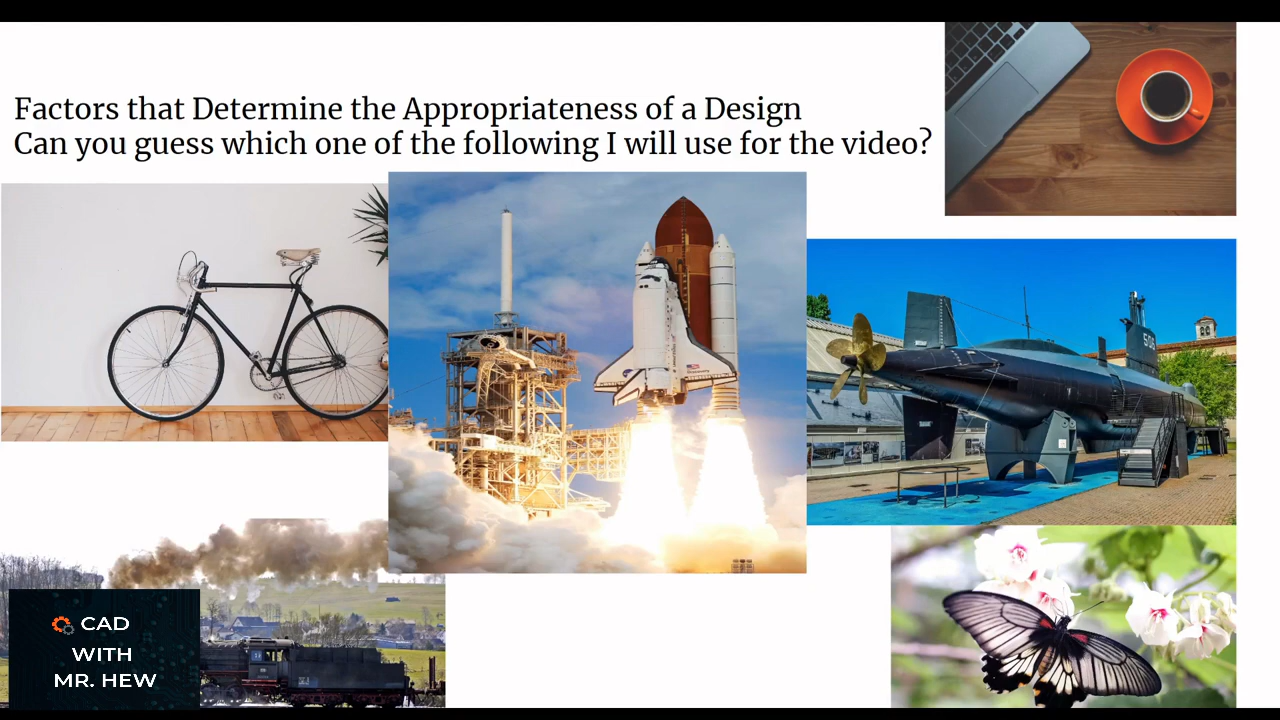 Factors that Determine the Appropriateness of a Design
Can you guess which one of the following I will use for the video?
506
CAD
WITH
MR. HEW